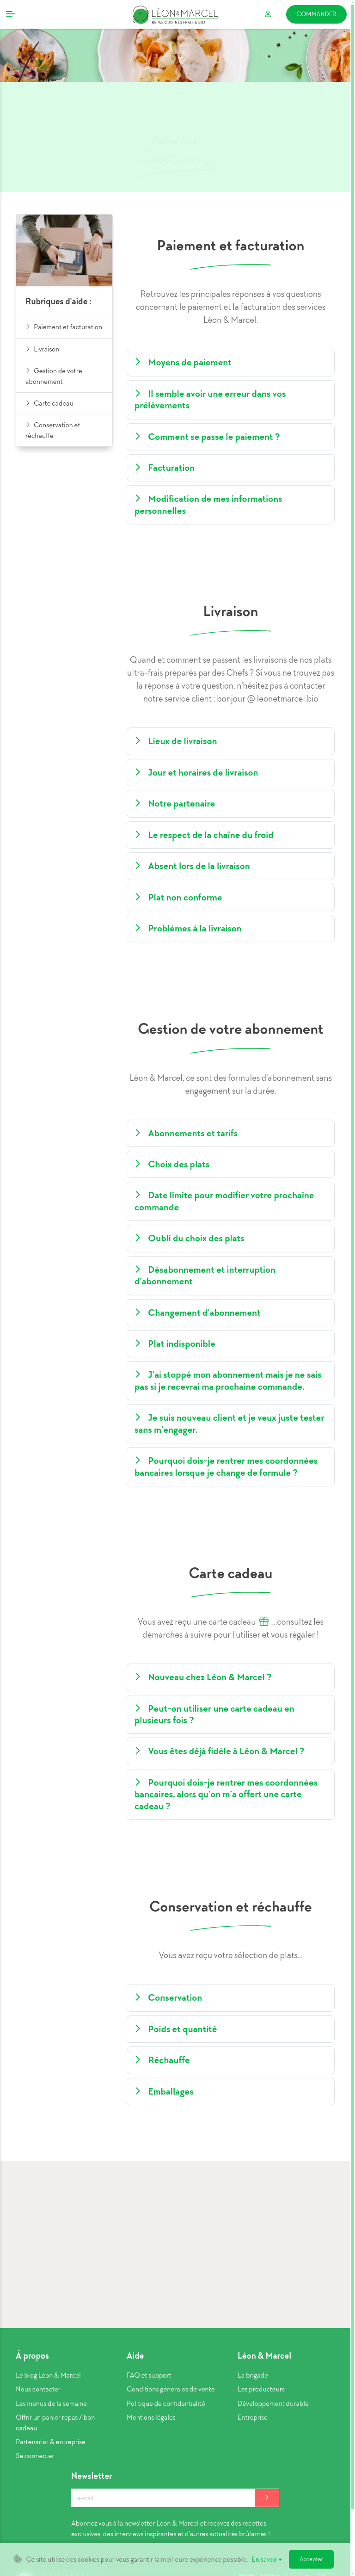 LÉON&MARCEL
REPAS CUISINÉS FRAIS & BIO
COMMANDER
Rubriques d'aide :
Paiement et facturation
Livraison
Gestion de votre
abonnement
Carte cadeau
Conservation et
réchauffe
Paiement et facturation
Retrouvez les principales réponses à vos questions
concernant le paiement et la facturation des services
Léon & Marcel.
Moyens de paiement
Il semble avoir une erreur dans vos
prélèvements
Comment se passe le paiement ?
Facturation
Modification de mes informations
personnelles
Livraison
Quand et comment se passent les livraisons de nos plats
ultra-frais préparés par des Chefs ? Si vous ne trouvez pas
la réponse à votre question, n'hésitez pas à contacter
notre service client : bonjour @ leonetmarcel.bio
Lieux de livraison
Jour et horaires de livraison
Notre partenaire
Le respect de la chaîne du froid
Absent lors de la livraison
Plat non conforme
Problèmes à la livraison
Gestion de votre abonnement
Léon & Marcel, ce sont des formules d'abonnement sans
engagement sur la durée.
Abonnements et tarifs
Choix des plats
Date limite pour modifier votre prochaine
commande
Oubli du choix des plats
Désabonnement et interruption
d'abonnement
Changement d'abonnement
Plat indisponible
J'ai stoppé mon abonnement mais je ne sais
pas si je recevrai ma prochaine commande.
Je suis nouveau client et je veux juste tester
sans m'engager.
Pourquoi dois-je rentrer mes coordonnées
bancaires lorsque je change de formule ?
Carte cadeau
Vous avez reçu une carte cadeau ...consultez les
démarches à suivre pour l'utiliser et vous régaler !
Nouveau chez Léon & Marcel ?
Peut-on utiliser une carte cadeau en
plusieurs fois ?
Vous êtes déjà fidèle à Léon & Marcel ?
Pourquoi dois-je rentrer mes coordonnées
bancaires, alors qu'on m'a offert une carte
cadeau ?
Conservation et réchauffe
Vous avez reçu votre sélection de plats...
Conservation
Poids et quantité
Réchauffe
Emballages
À propos
Le blog Léon & Marcel
Nous contacter
Les menus de la semaine
Offrir un panier repas / bon
cadeau
Partenariat & entreprise
Se connecter
Aide
FAQ et support
Conditions générales de vente
Politique de confidentialité
Mentions légales
Léon & Marcel
La brigade
Les producteurs
Développement durable
Entreprise
Newsletter
e-mail
Abonnez vous à la newsletter Léon & Marcel et recevez des recettes
exclusives, des interviews inspirantes et d'autres actualités brûlantes !
Ce site utilise des cookies pour vous garantir la meilleure expérience possible. En savoir +
Accepter